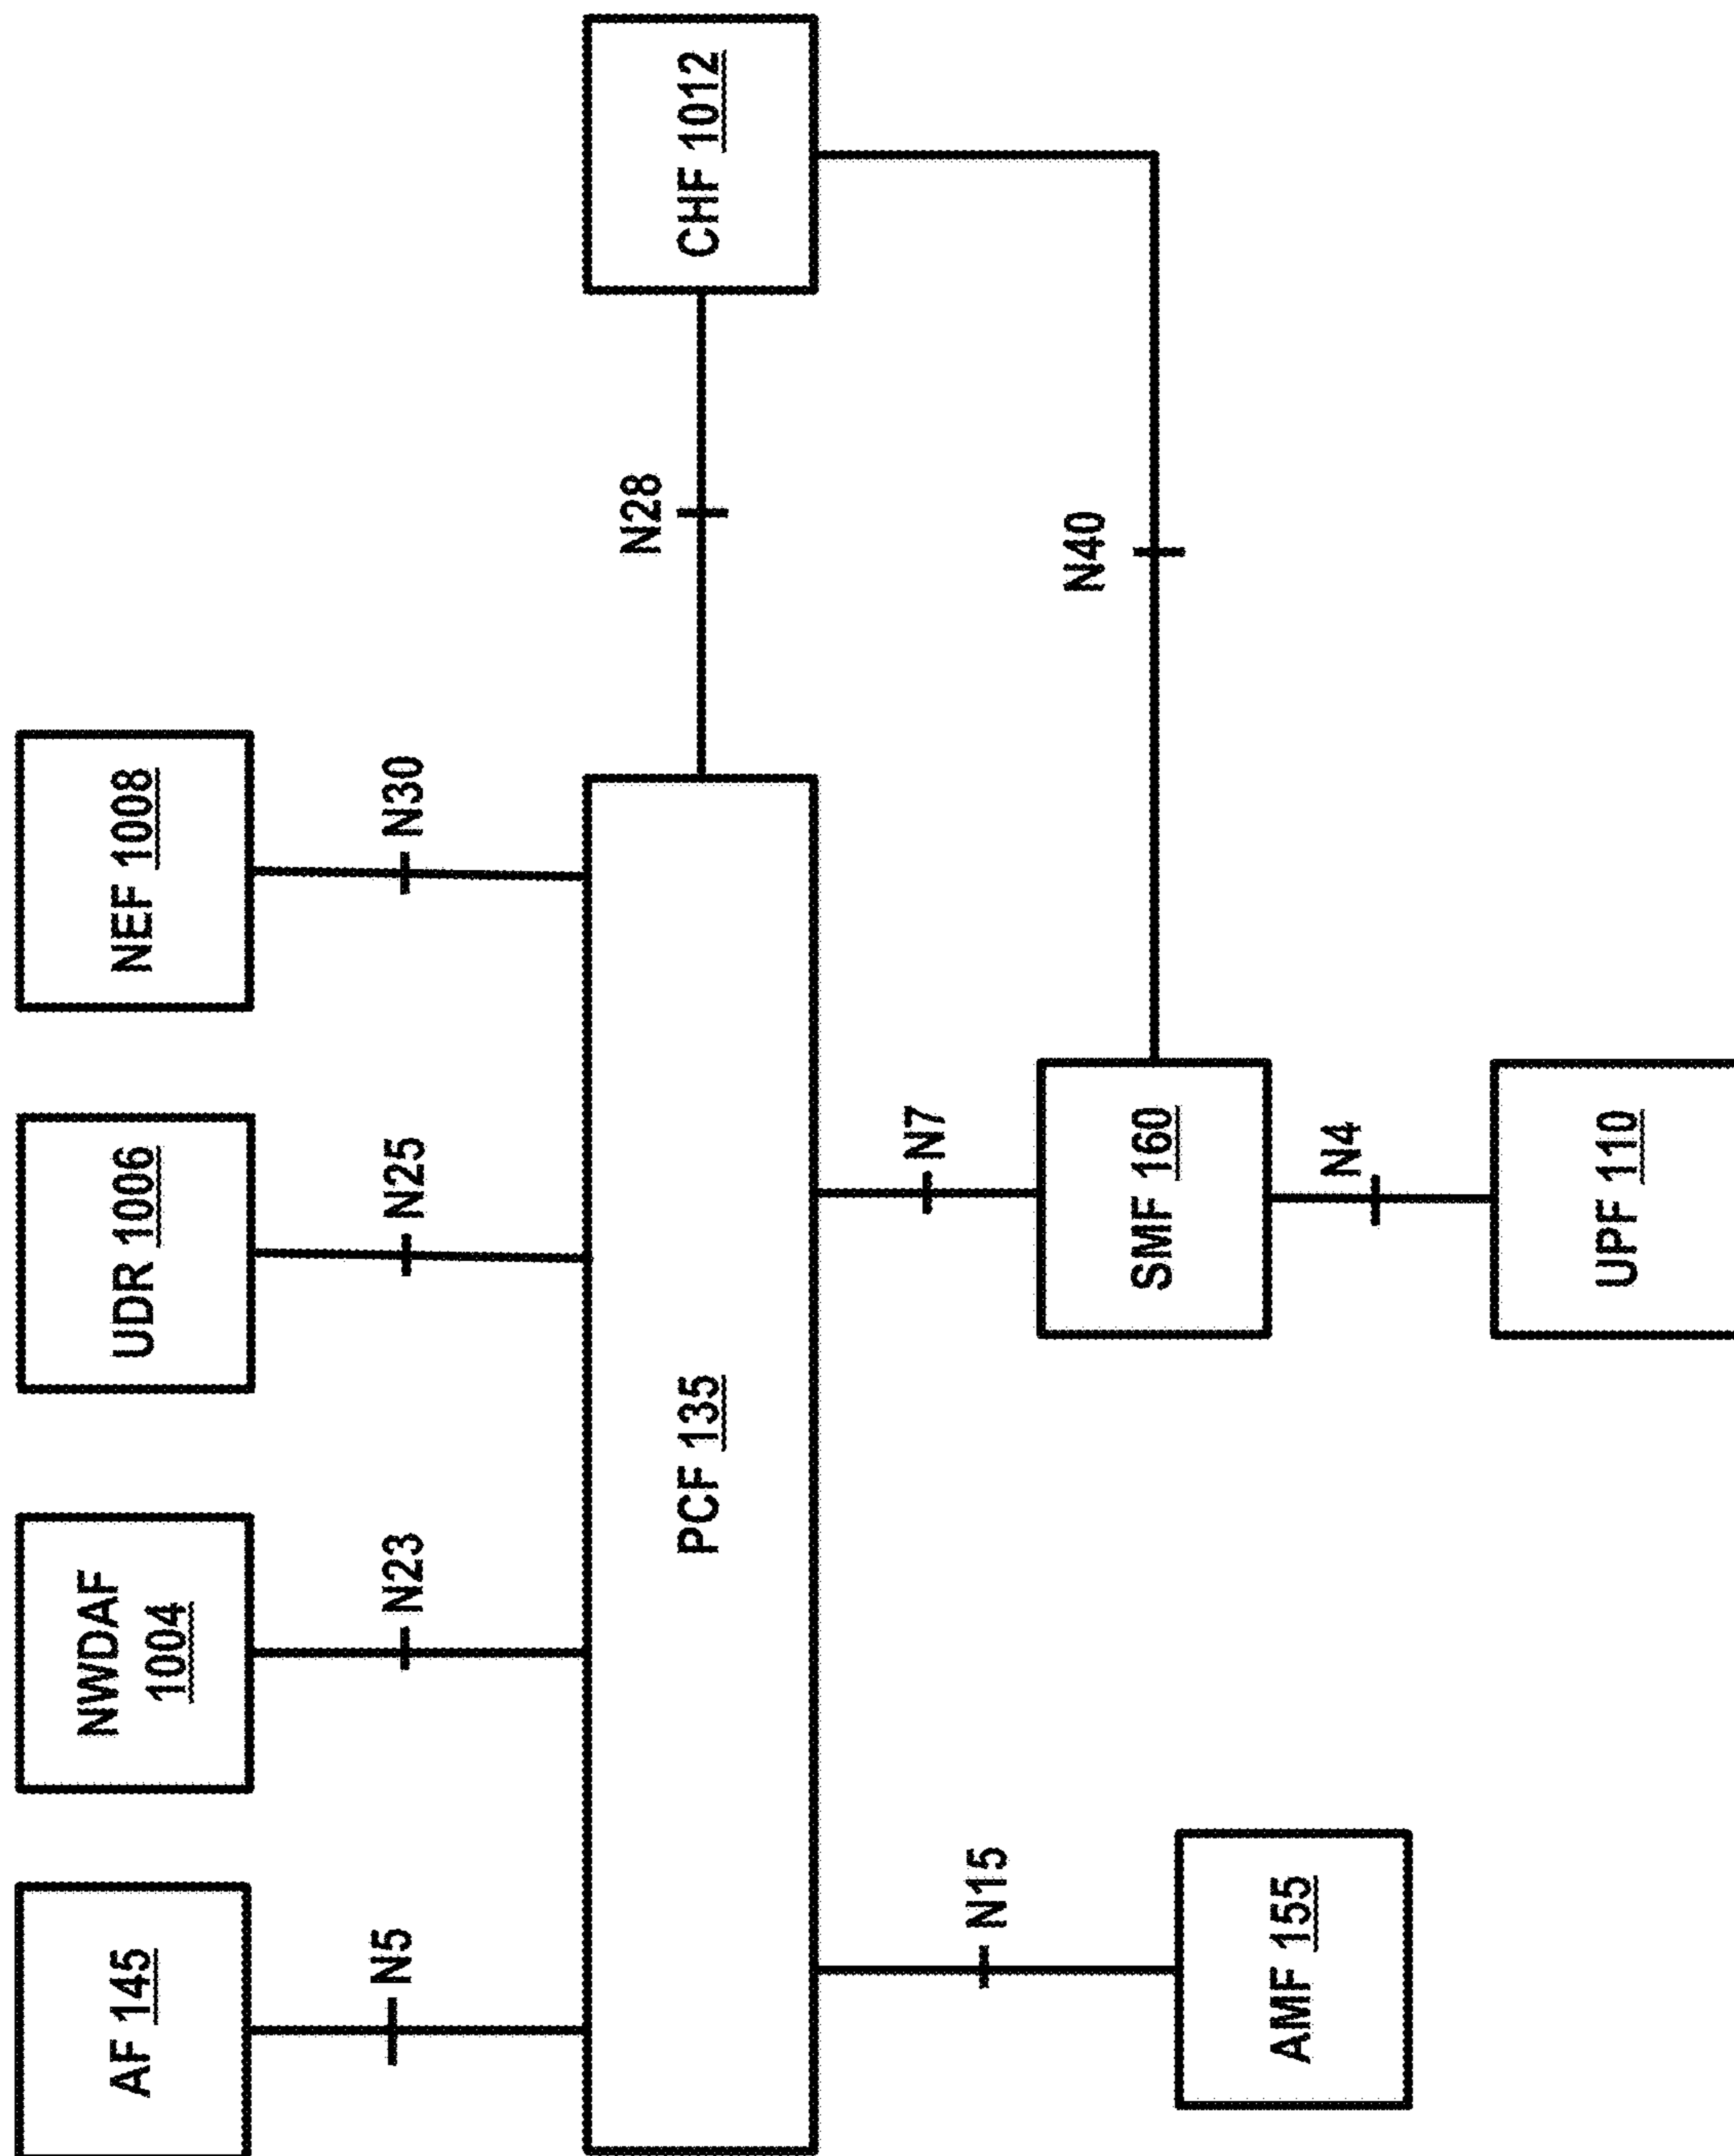 AF 145
NWDAF
1004
UDR 1006
NEF 1008
N5
N23
N25
N30
PCF 135
N28
CHF 1012
N15
N7
N40
AMF 155
SMF 160
N4
UPF 110